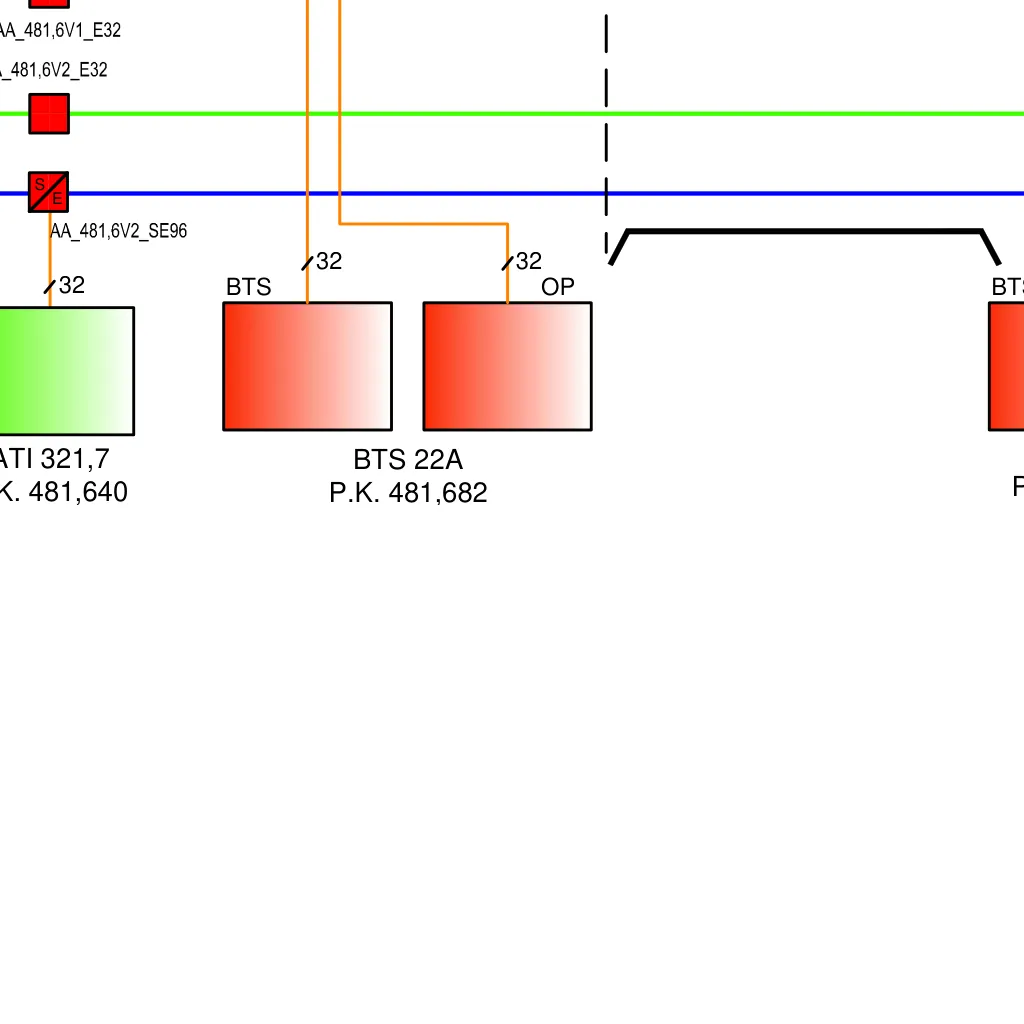 AA_481,6V1_E32
_481,6V2_E32
S
E
AA_481,6V2_SE96
32
32
32
BTS
OP
BTS
ATI 321,7
K. 481,640
BTS 22A
P.K. 481,682
P